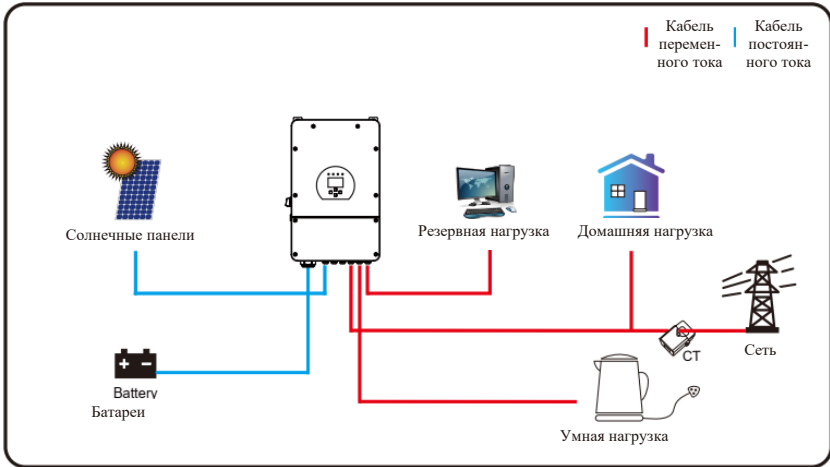 Кабель
перемен-
ного тока
Кабель
постоян-
ного тока
Солнечные панели
Резервная нагрузка
Домашняя нагрузка
CT
Сеть
Battery
Батареи
Умная нагрузка